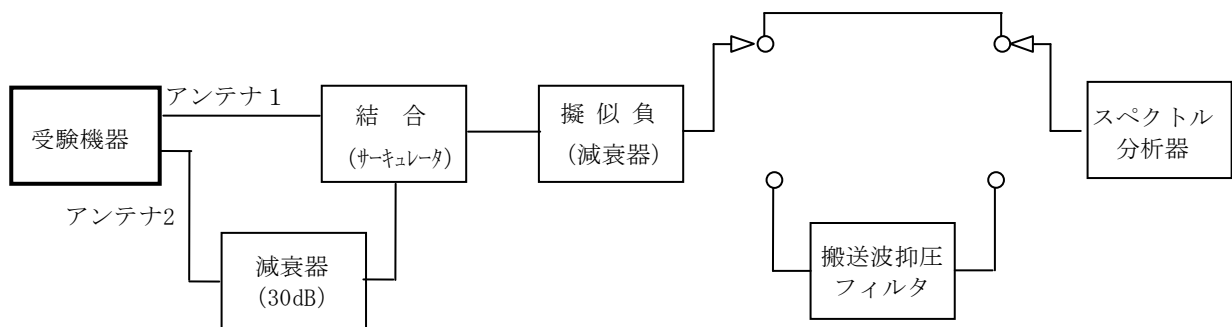 受験機器
アンテナ１
アンテナ2
減衰器
(30dB)
結　合
(ｻｰｷｭﾚｰﾀ)
擬 似 負
(減衰器)
搬送波抑圧
フィルタ
スペクトル
分析器